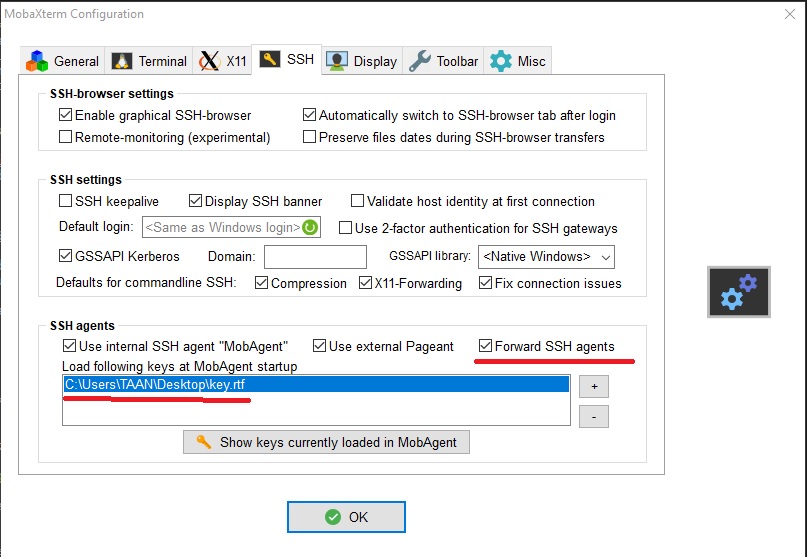 MobaXterm Configuration
General Terminal X11 SSH Display Toolbar Misc
SSH-browser settings
Enable graphical SSH-browser Automatically switch to SSH-browser tab after login
Remote-monitoring (experimental) Preserve files dates during SSH-browser transfers
SSH settings
SSH keepalive Display SSH banner Validate host identity at first connection
Default login: <Same as Windows login> Use 2-factor authentication for SSH gateways
GSSAPI Kerberos Domain: GSSAPI library: <Native Windows>
Defaults for commandline SSH: Compression X11-Forwarding Fix connection issues
SSH agents
Use internal SSH agent "MobAgent" Use external Pageant Forward SSH agents
Load following keys at MobAgent startup
C:\Users\TAAN\Desktop\key.rtf
+
-
Show keys currently loaded in MobAgent
OK